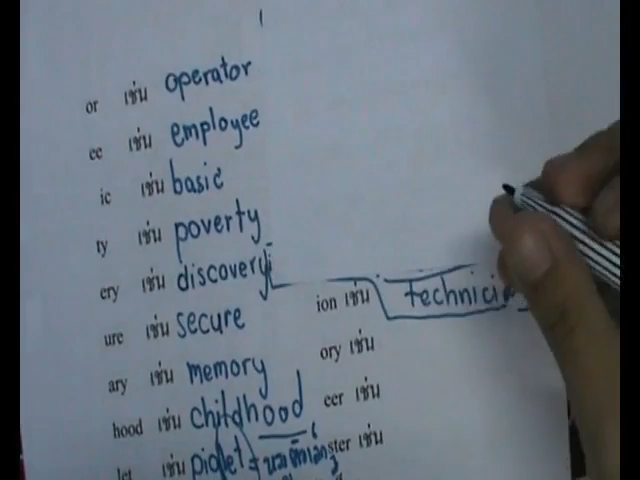 or เช่น operator
ee เช่น employee
ic เช่น basic
ty เช่น poverty
ery เช่น discovery
ure เช่น secure
ion เช่น technici
ary เช่น memory
ory เช่น
hood เช่น childhood
eer เช่น
let เช่น piglet =
ster เช่น